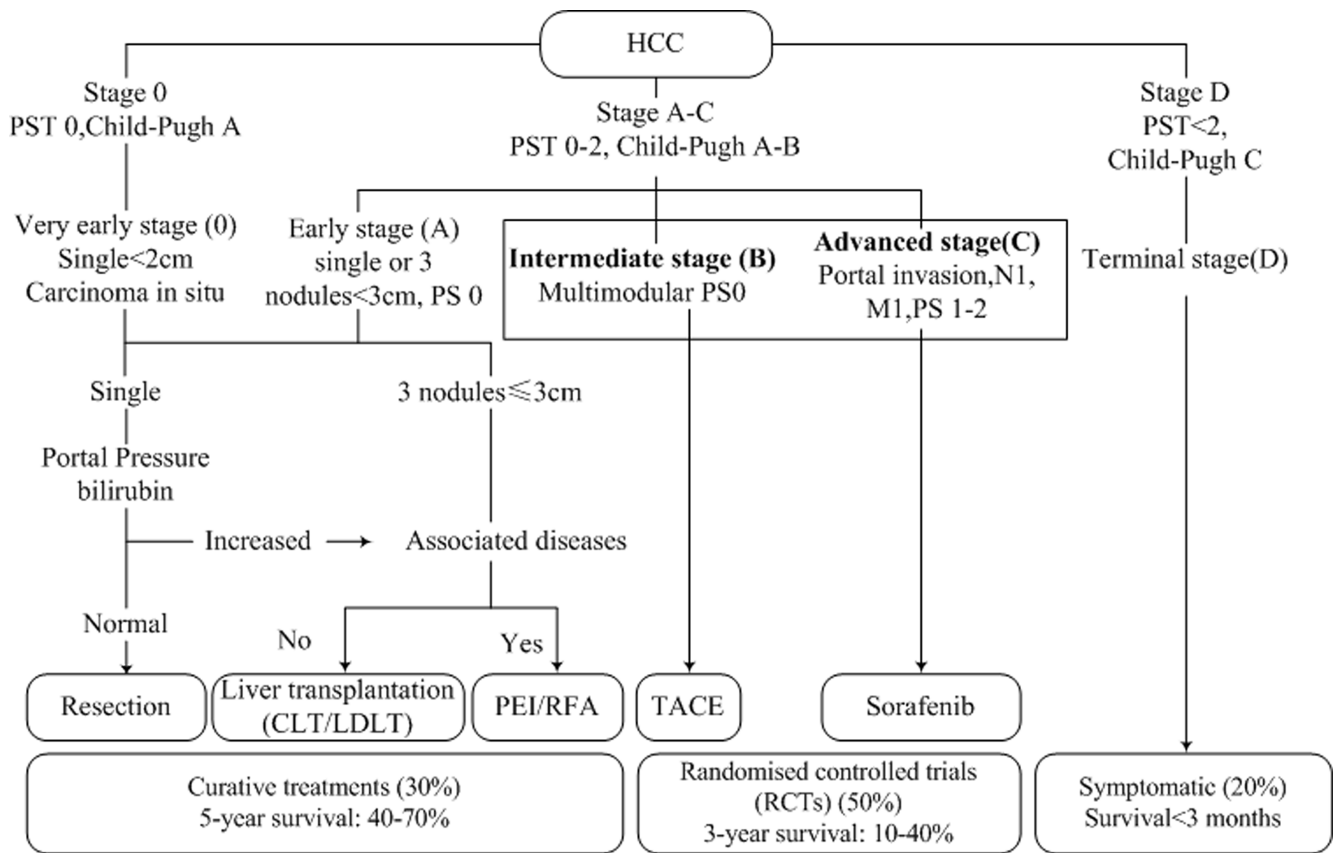 HCC
Stage 0
PST 0,Child-Pugh A
Stage A-C
PST 0-2, Child-Pugh A-B
Stage D
PST<2,
Child-Pugh C
Very early stage (0)
Single<2cm
Carcinoma in situ
Early stage (A)
single or 3
nodules<3cm, PS 0
Intermediate stage (B)
Multimodular PS0
Advanced stage(C)
Portal invasion,N1,
M1,PS 1-2
Terminal stage(D)
Single
3 nodules≤3cm
Portal Pressure
bilirubin
Increased
Associated diseases
Normal
No
Yes
Resection
Liver transplantation
(CLT/LDLT)
PEI/RFA
TACE
Sorafenib
Curative treatments (30%)
5-year survival: 40-70%
Randomised controlled trials
(RCTs) (50%)
3-year survival: 10-40%
Symptomatic (20%)
Survival<3 months